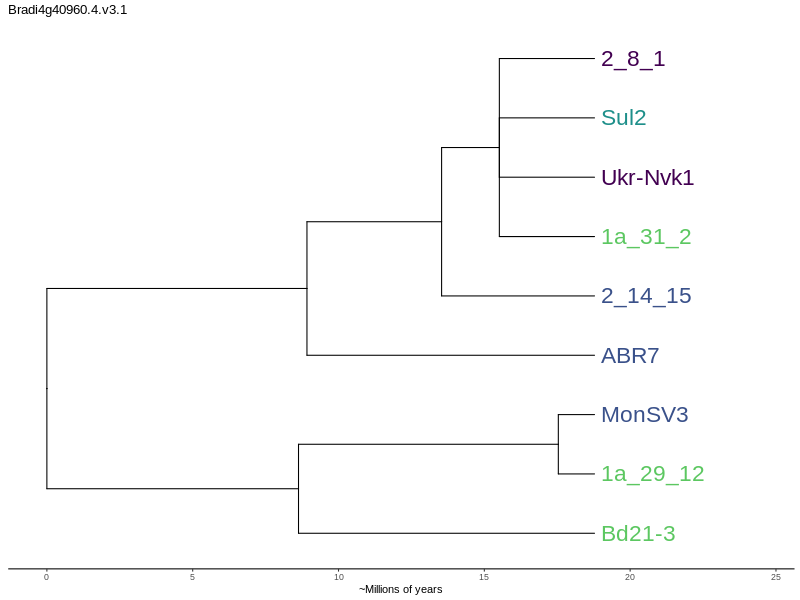 Bradi4g40960.4.v3.1
2_8_1
Sul2
Ukr-Nvk1
1a_31_2
2_14_15
ABR7
MonSV3
1a_29_12
Bd21-3
0 5 10 15 20 25
~Millions of years